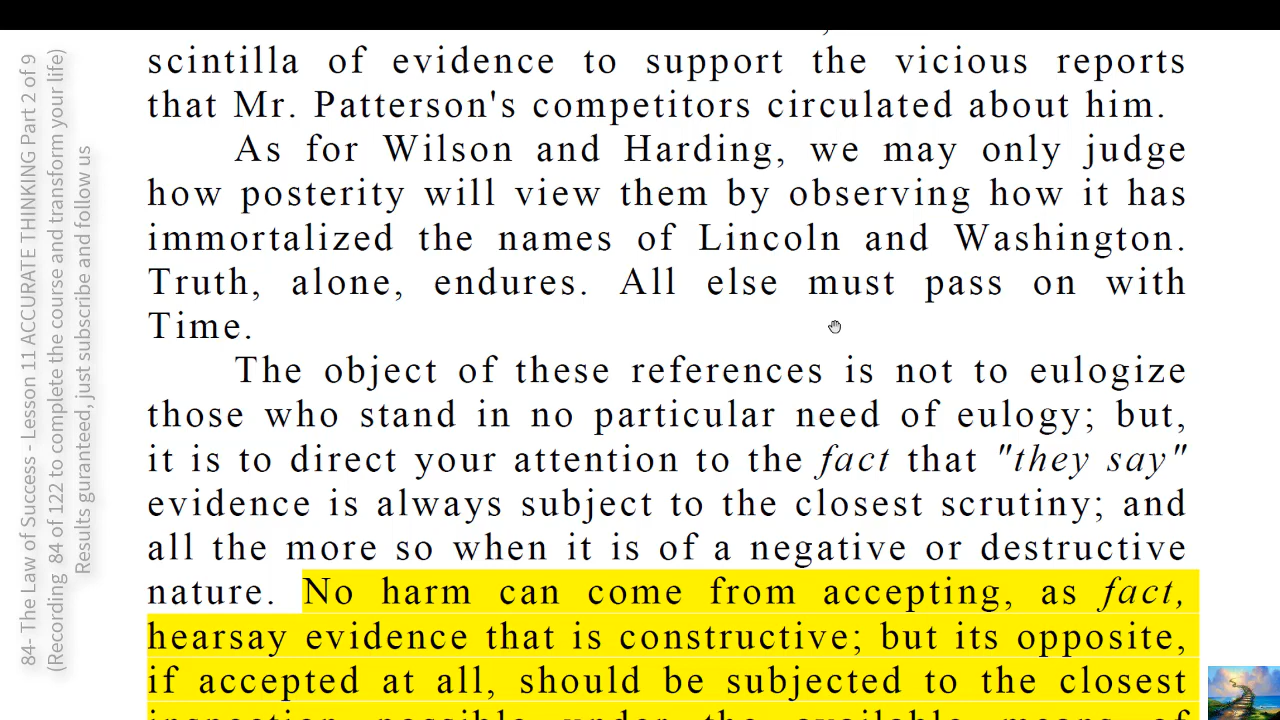 84- The Law of Success - Lesson 11 ACCURATE THINKING Part 2 of 9
(Recording 84 of 122 to complete the course and transform your life)
Results guranteed, just subscribe and follow us
scintilla of evidence to support the vicious reports
that Mr. Patterson's competitors circulated about him.
As for Wilson and Harding, we may only judge
how posterity will view them by observing how it has
immortalized the names of Lincoln and Washington.
Truth, alone, endures. All else must pass on with
Time.
The object of these references is not to eulogize
those who stand in no particular need of eulogy; but,
it is to direct your attention to the fact that "they say"
evidence is always subject to the closest scrutiny; and
all the more so when it is of a negative or destructive
nature. No harm can come from accepting, as fact,
hearsay evidence that is constructive; but its opposite,
if accepted at all, should be subjected to the closest
inspection possible under the available means of